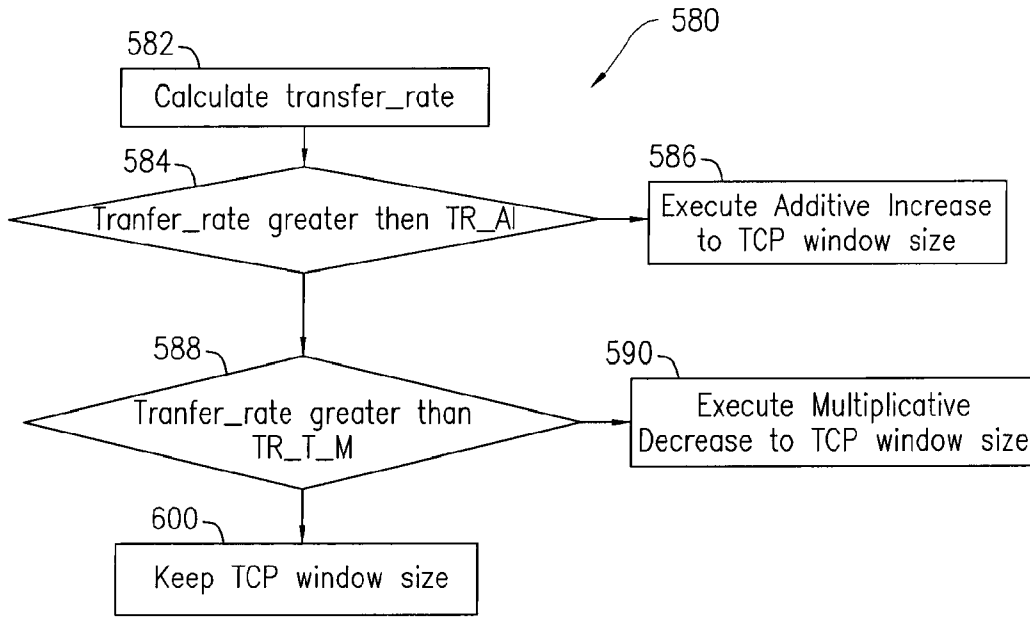 580
582
Calculate transfer_rate
584
Tranfer_rate greater then TR_AI
586
Execute Additive Increase
to TCP window size
588
Tranfer_rate greater than
TR_T_M
590
Execute Multiplicative
Decrease to TCP window size
600
Keep TCP window size